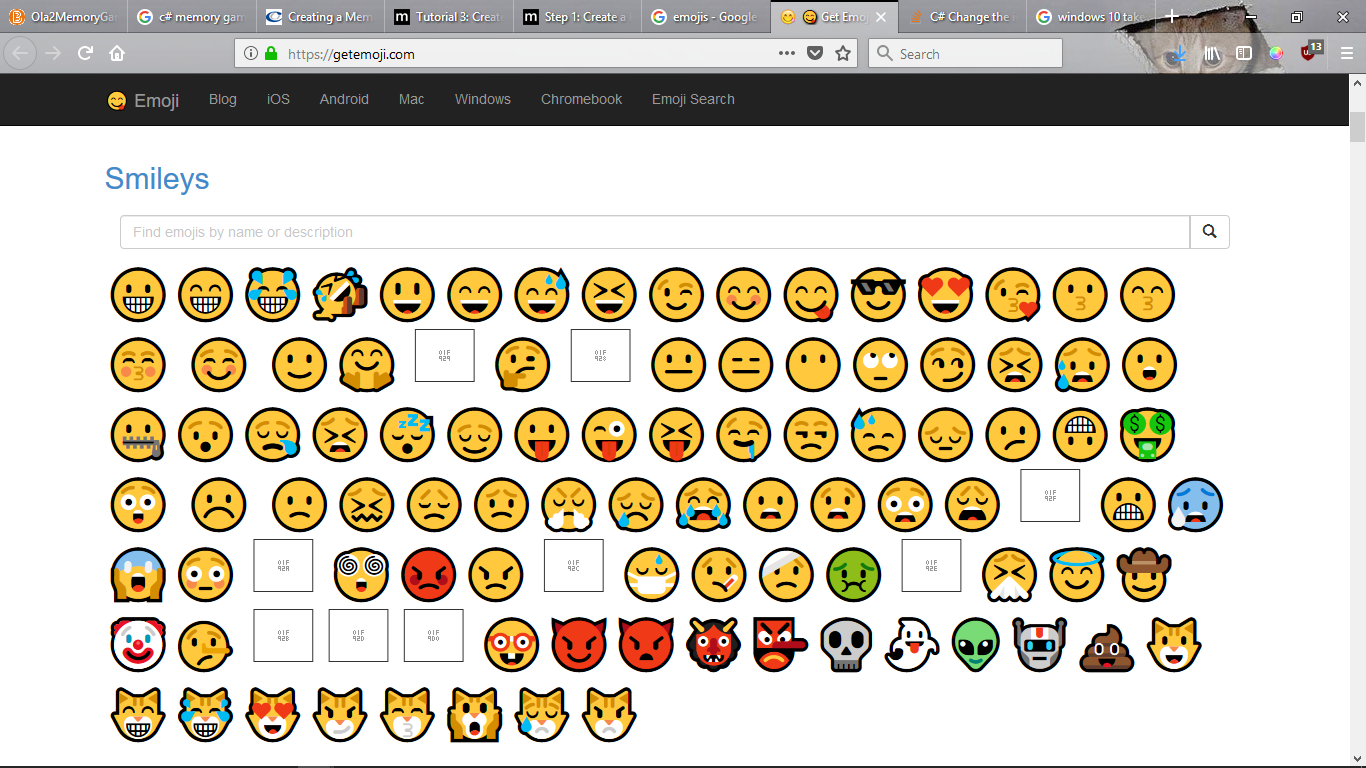 Ola2MemoryGa
c# memory gam
Creating a Mem
Tutorial 3: Creat
Step 1: Create a
emojis - Google
Get Emoj
C# Change the i
windows 10 take
https://getemoji.com
Search
13
Emoji
Blog
iOS
Android
Mac
Windows
Chromebook
Emoji Search
Smileys
Find emojis by name or description
01F
929
01F
928
zzz
$ $
01F
92F
01F
92A
01F
92C
01F
92E
01F
92B
01F
92D
01F
9D0